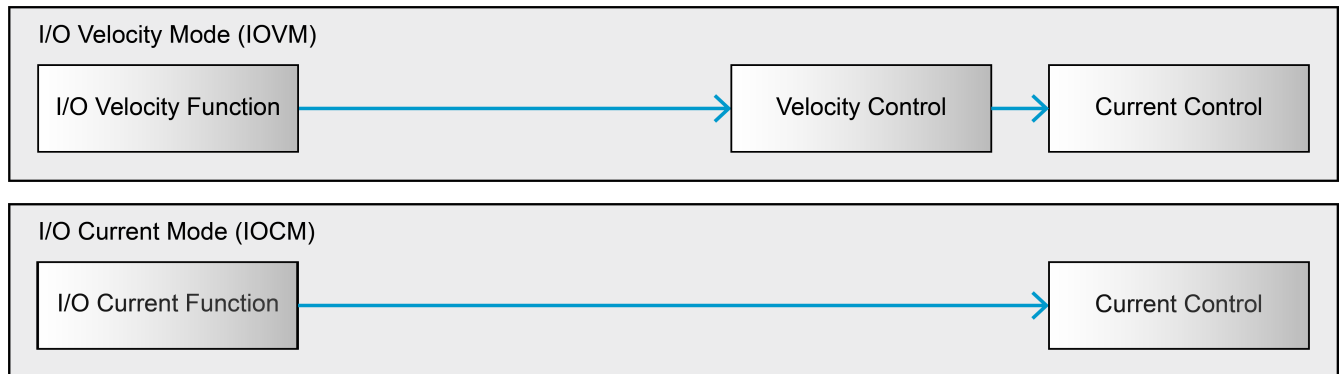 I/O Velocity Mode (IOVM)
I/O Velocity Function
Velocity Control
Current Control
I/O Current Mode (IOCM)
I/O Current Function
Current Control